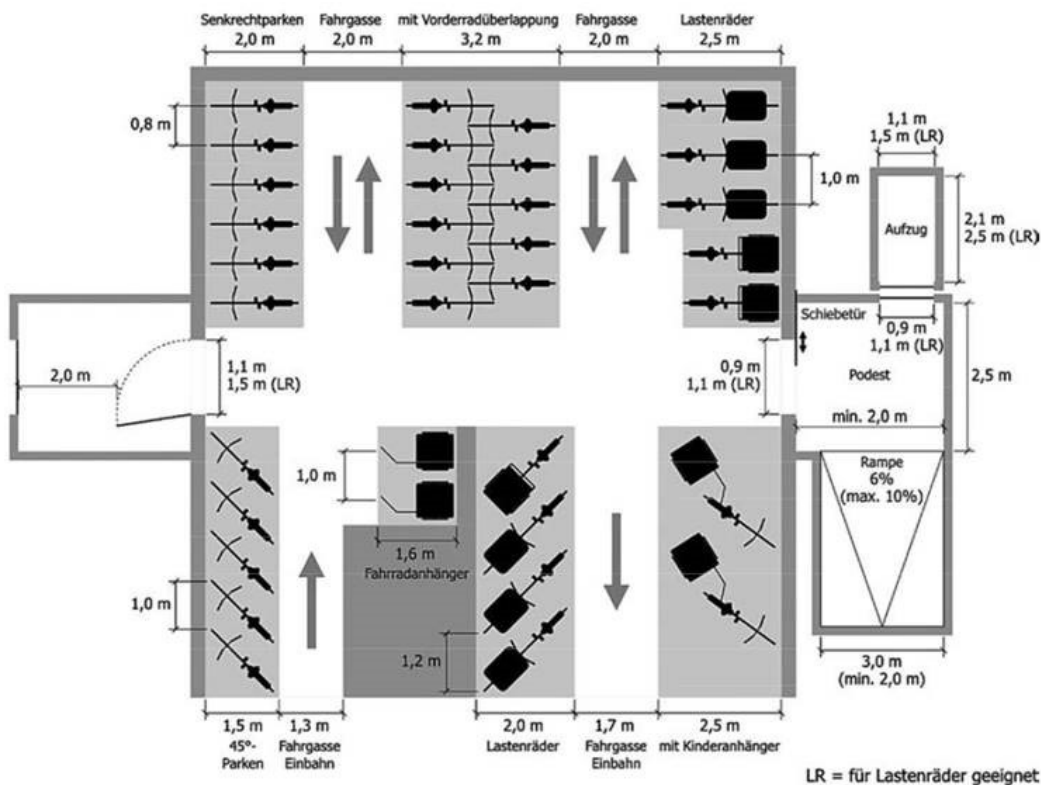 Senkrechtparken
2,0 m
Fahrgasse
2,0 m
mit Vorderradüberlappung
3,2 m
Fahrgasse
2,0 m
Lastenräder
2,5 m
0,8 m
1,0 m
1,1 m
1,5 m (LR)
Aufzug
2,1 m
2,5 m (LR)
Schiebetür
0,9 m
1,1 m (LR)
2,0 m
1,1 m
1,5 m (LR)
0,9 m
1,1 m (LR)
Podest
2,5 m
min. 2,0 m
1,0 m
Rampe
6%
(max. 10%)
1,6 m
Fahrradanhänger
1,0 m
1,2 m
3,0 m
(min. 2,0 m)
1,5 m
45°-
Parken
1,3 m
Fahrgasse
Einbahn
2,0 m
Lastenräder
1,7 m
Fahrgasse
Einbahn
2,5 m
mit Kinderanhänger
LR = für Lastenräder geeignet